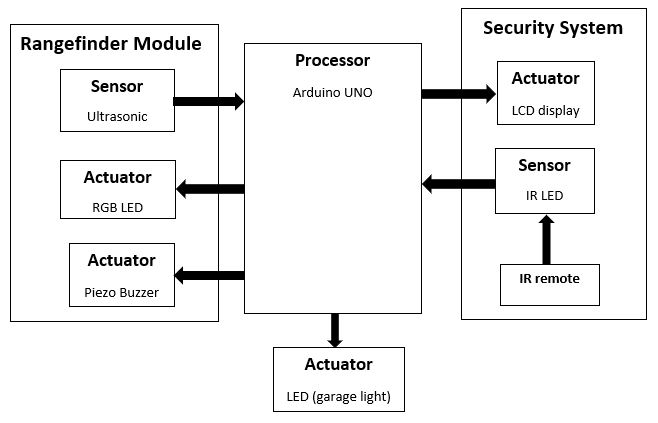 Rangefinder Module
Sensor
Ultrasonic
Actuator
RGB LED
Actuator
Piezo Buzzer
Processor
Arduino UNO
Actuator
LED (garage light)
Security System
Actuator
LCD display
Sensor
IR LED
IR remote